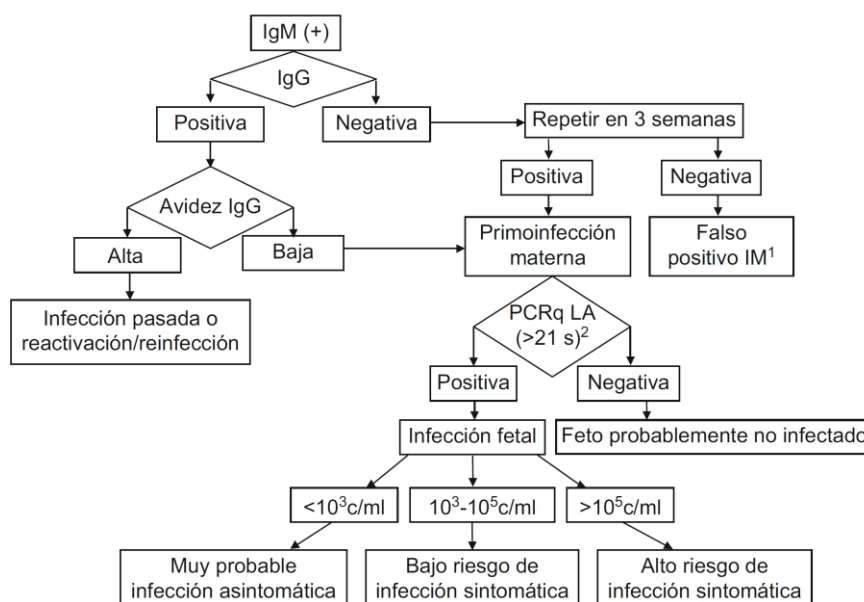 IgM (+)
IgG
Positiva
Negativa
Repetir en 3 semanas
Positiva
Negativa
Avidez IgG
Alta
Baja
Primoinfección
materna
Falso
positivo IM¹
Infección pasada o
reactivación/reinfección
PCRq LA
(>21 s)²
Positiva
Negativa
Infección fetal
Feto probablemente no infectado
<10³c/ml
10³-10⁵c/ml
>10⁵c/ml
Muy probable
infección asintomática
Bajo riesgo de
infección sintomática
Alto riesgo de
infección sintomática